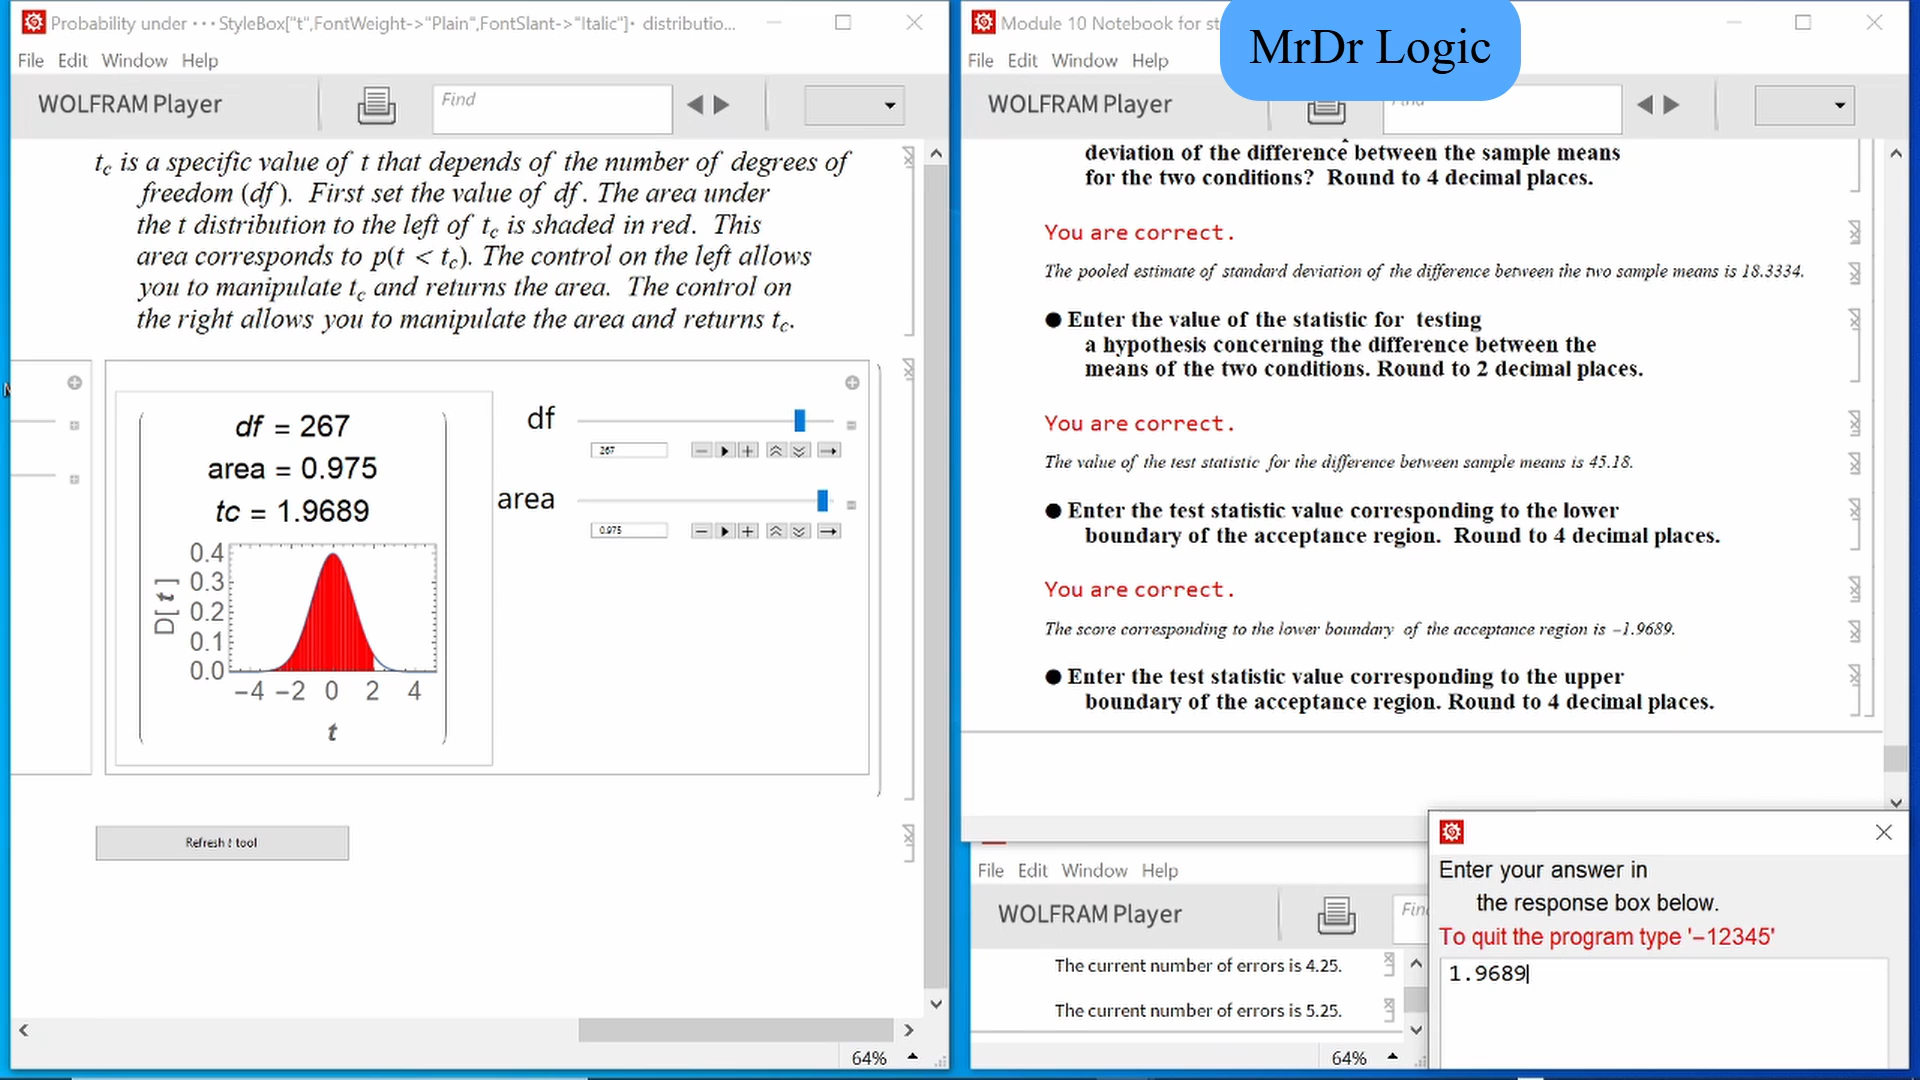 Probability under ···StyleBox["t",FontWeight->"Plain",FontSlant->"Italic"]· distributio...
File Edit Window Help
WOLFRAM Player
Find
tc is a specific value of t that depends of the number of degrees of
freedom (df). First set the value of df. The area under
the t distribution to the left of tc is shaded in red. This
area corresponds to p(t < tc). The control on the left allows
you to manipulate tc and returns the area. The control on
the right allows you to manipulate the area and returns tc.
df = 267
area = 0.975
tc = 1.9689
D[t]
0.4
0.3
0.2
0.1
0.0
−4 −2 0 2 4
t
df
267
area
0.975
Refresh t tool
64%
Module 10 Notebook for st
MrDr Logic
File Edit Window Help
WOLFRAM Player
Find
deviation of the difference between the sample means
for the two conditions? Round to 4 decimal places.
You are correct.
The pooled estimate of standard deviation of the difference between the two sample means is 18.3334.
● Enter the value of the statistic for testing
a hypothesis concerning the difference between the
means of the two conditions. Round to 2 decimal places.
You are correct.
The value of the test statistic for the difference between sample means is 45.18.
● Enter the test statistic value corresponding to the lower
boundary of the acceptance region. Round to 4 decimal places.
You are correct.
The score corresponding to the lower boundary of the acceptance region is −1.9689.
● Enter the test statistic value corresponding to the upper
boundary of the acceptance region. Round to 4 decimal places.
File Edit Window Help
WOLFRAM Player
Fin
The current number of errors is 4.25.
The current number of errors is 5.25.
64%
Enter your answer in
the response box below.
To quit the program type '−12345'
1.9689